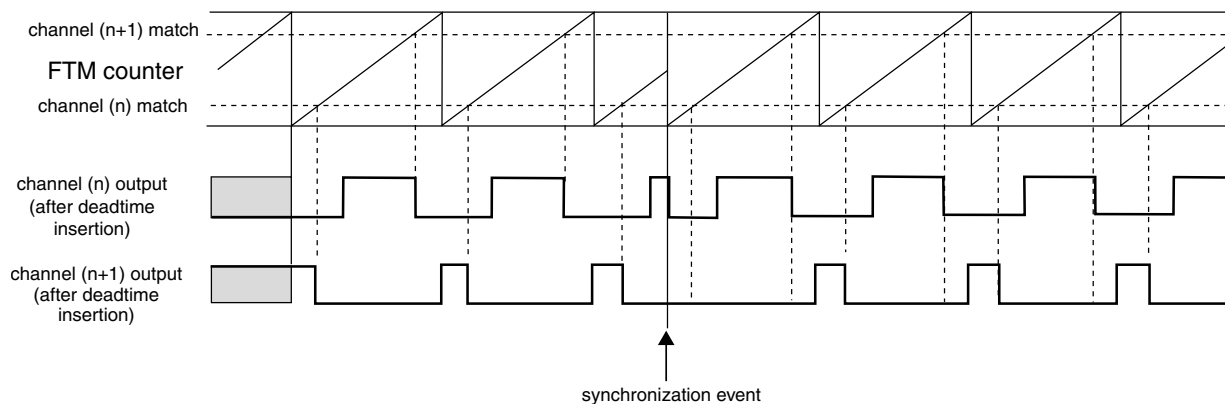 channel (n+1) match
FTM counter
channel (n) match
channel (n) output
(after deadtime
insertion)
channel (n+1) output
(after deadtime
insertion)
synchronization event